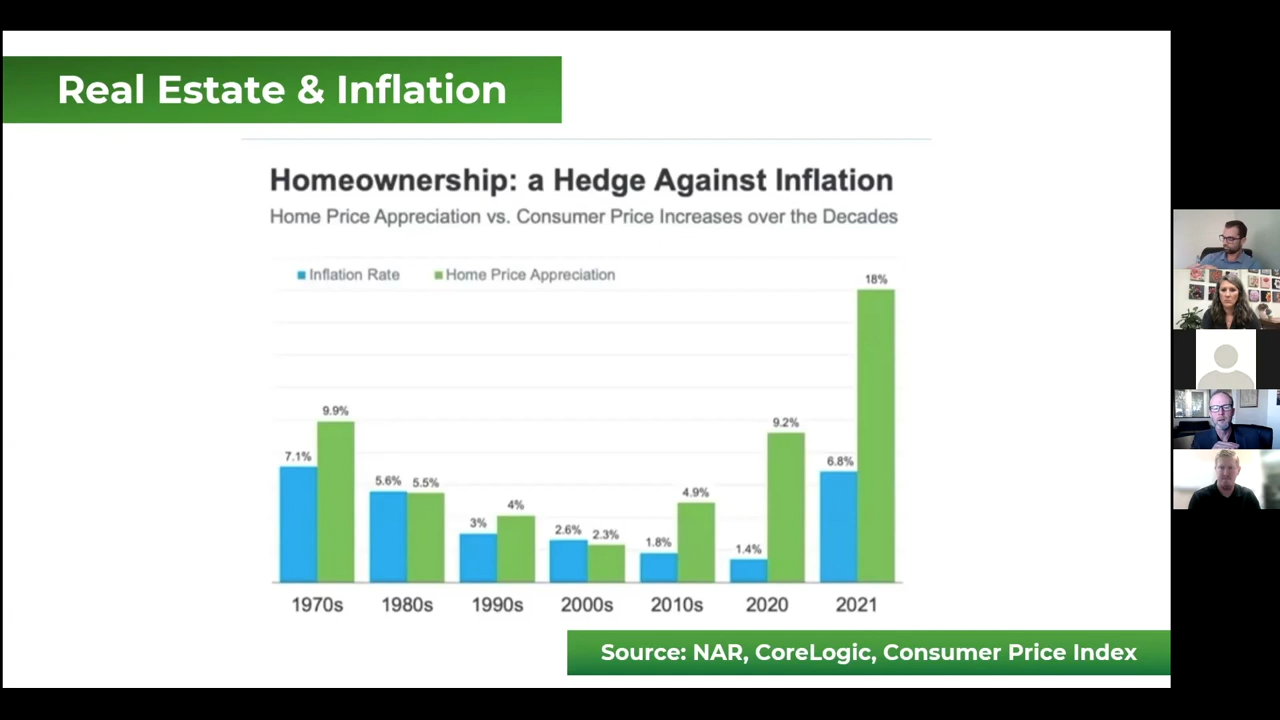 Real Estate & Inflation
Homeownership: a Hedge Against Inflation
Home Price Appreciation vs. Consumer Price Increases over the Decades
Inflation Rate Home Price Appreciation
7.1% 9.9% 5.6% 5.5% 3% 4% 2.6% 2.3% 1.8% 4.9% 1.4% 9.2% 6.8% 18%
1970s 1980s 1990s 2000s 2010s 2020 2021
Source: NAR, CoreLogic, Consumer Price Index